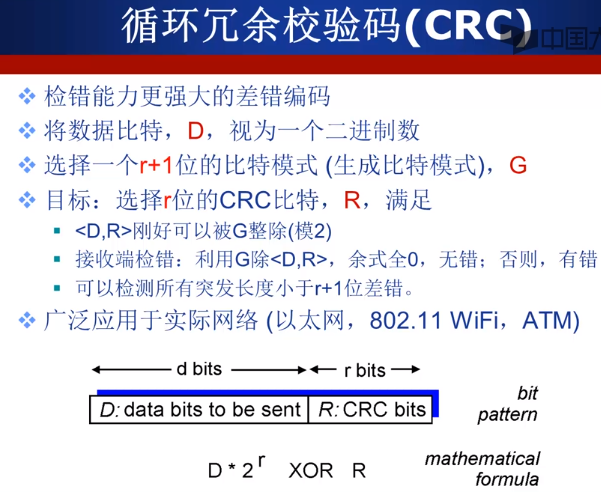 循环冗余校验码(CRC)
中国大
检错能力更强大的差错编码
将数据比特，D，视为一个二进制数
选择一个r+1位的比特模式 (生成比特模式)，G
目标：选择r位的CRC比特，R，满足
<D,R>刚好可以被G整除(模2)
接收端检错：利用G除<D,R>，余式全0，无错；否则，有错
可以检测所有突发长度小于r+1位差错。
广泛应用于实际网络 (以太网，802.11 WiFi，ATM)
d bits r bits
D: data bits to be sent R: CRC bits
bit
pattern
D * 2^r XOR R
mathematical
formula